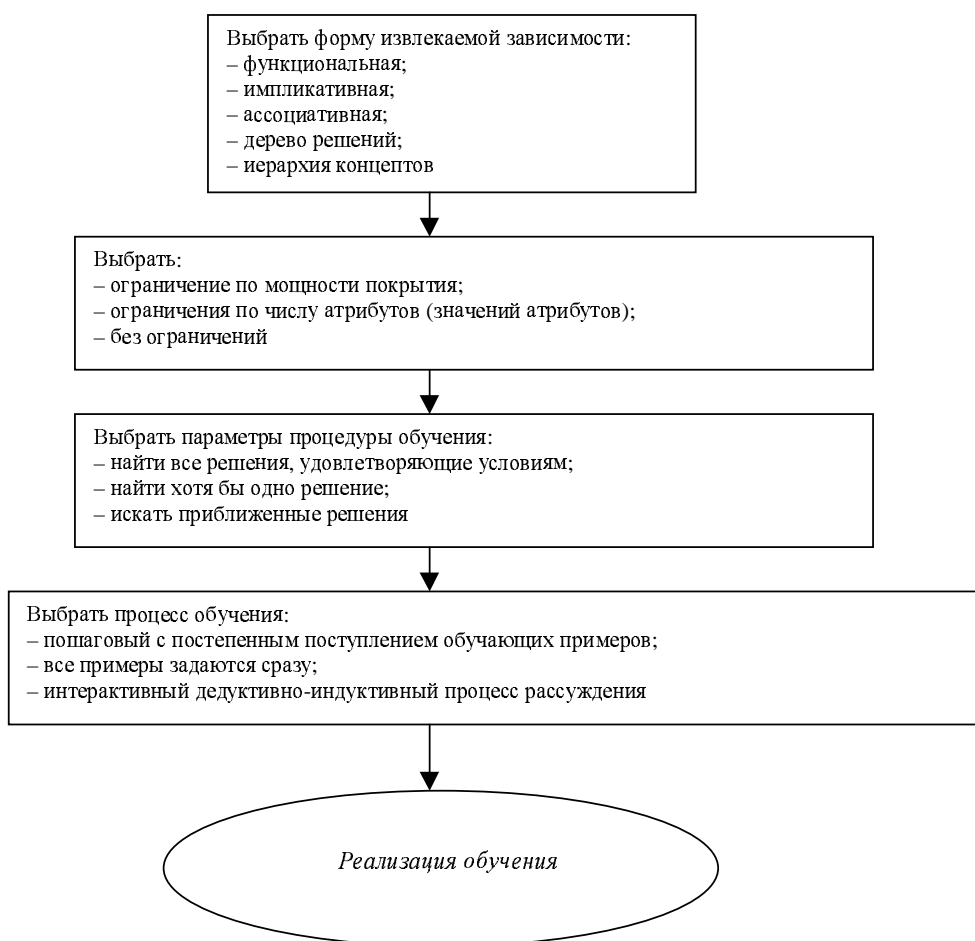 Выбрать форму извлекаемой зависимости:
– функциональная;
– импликативная;
– ассоциативная;
– дерево решений;
– иерархия концептов
Выбрать:
– ограничение по мощности покрытия;
– ограничения по числу атрибутов (значений атрибутов);
– без ограничений
Выбрать параметры процедуры обучения:
– найти все решения, удовлетворяющие условиям;
– найти хотя бы одно решение;
– искать приближенные решения
Выбрать процесс обучения:
– пошаговый с постепенным поступлением обучающих примеров;
– все примеры задаются сразу;
– интерактивный дедуктивно-индуктивный процесс рассуждения
Реализация обучения